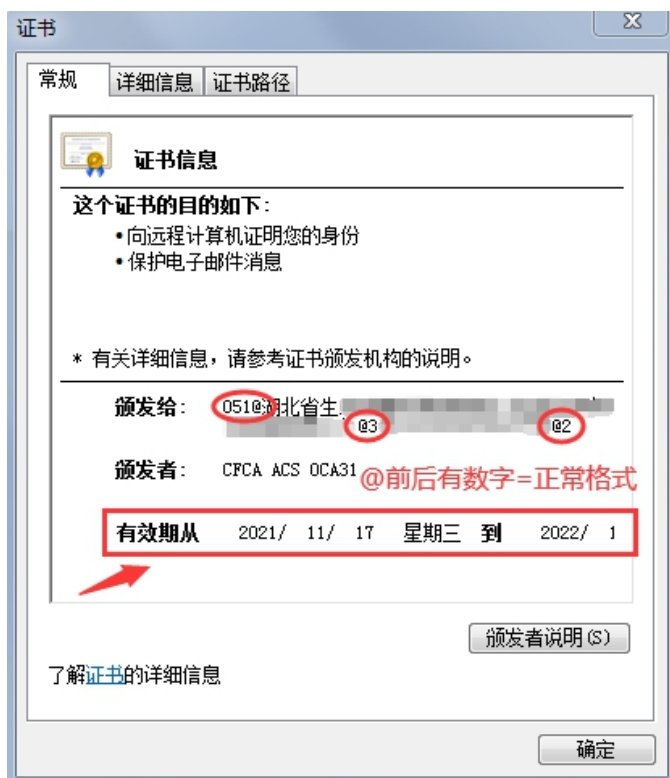 证书
常规 详细信息 证书路径
证书信息
这个证书的目的如下:
•向远程计算机证明您的身份
•保护电子邮件消息
* 有关详细信息，请参考证书颁发机构的说明。
颁发给: 051@湖北省生
@3 @2
颁发者: CFCA ACS OCA31
@前后有数字=正常格式
有效期从 2021/ 11/ 17 星期三 到 2022/ 1
颁发者说明(S)
了解证书的详细信息
确定